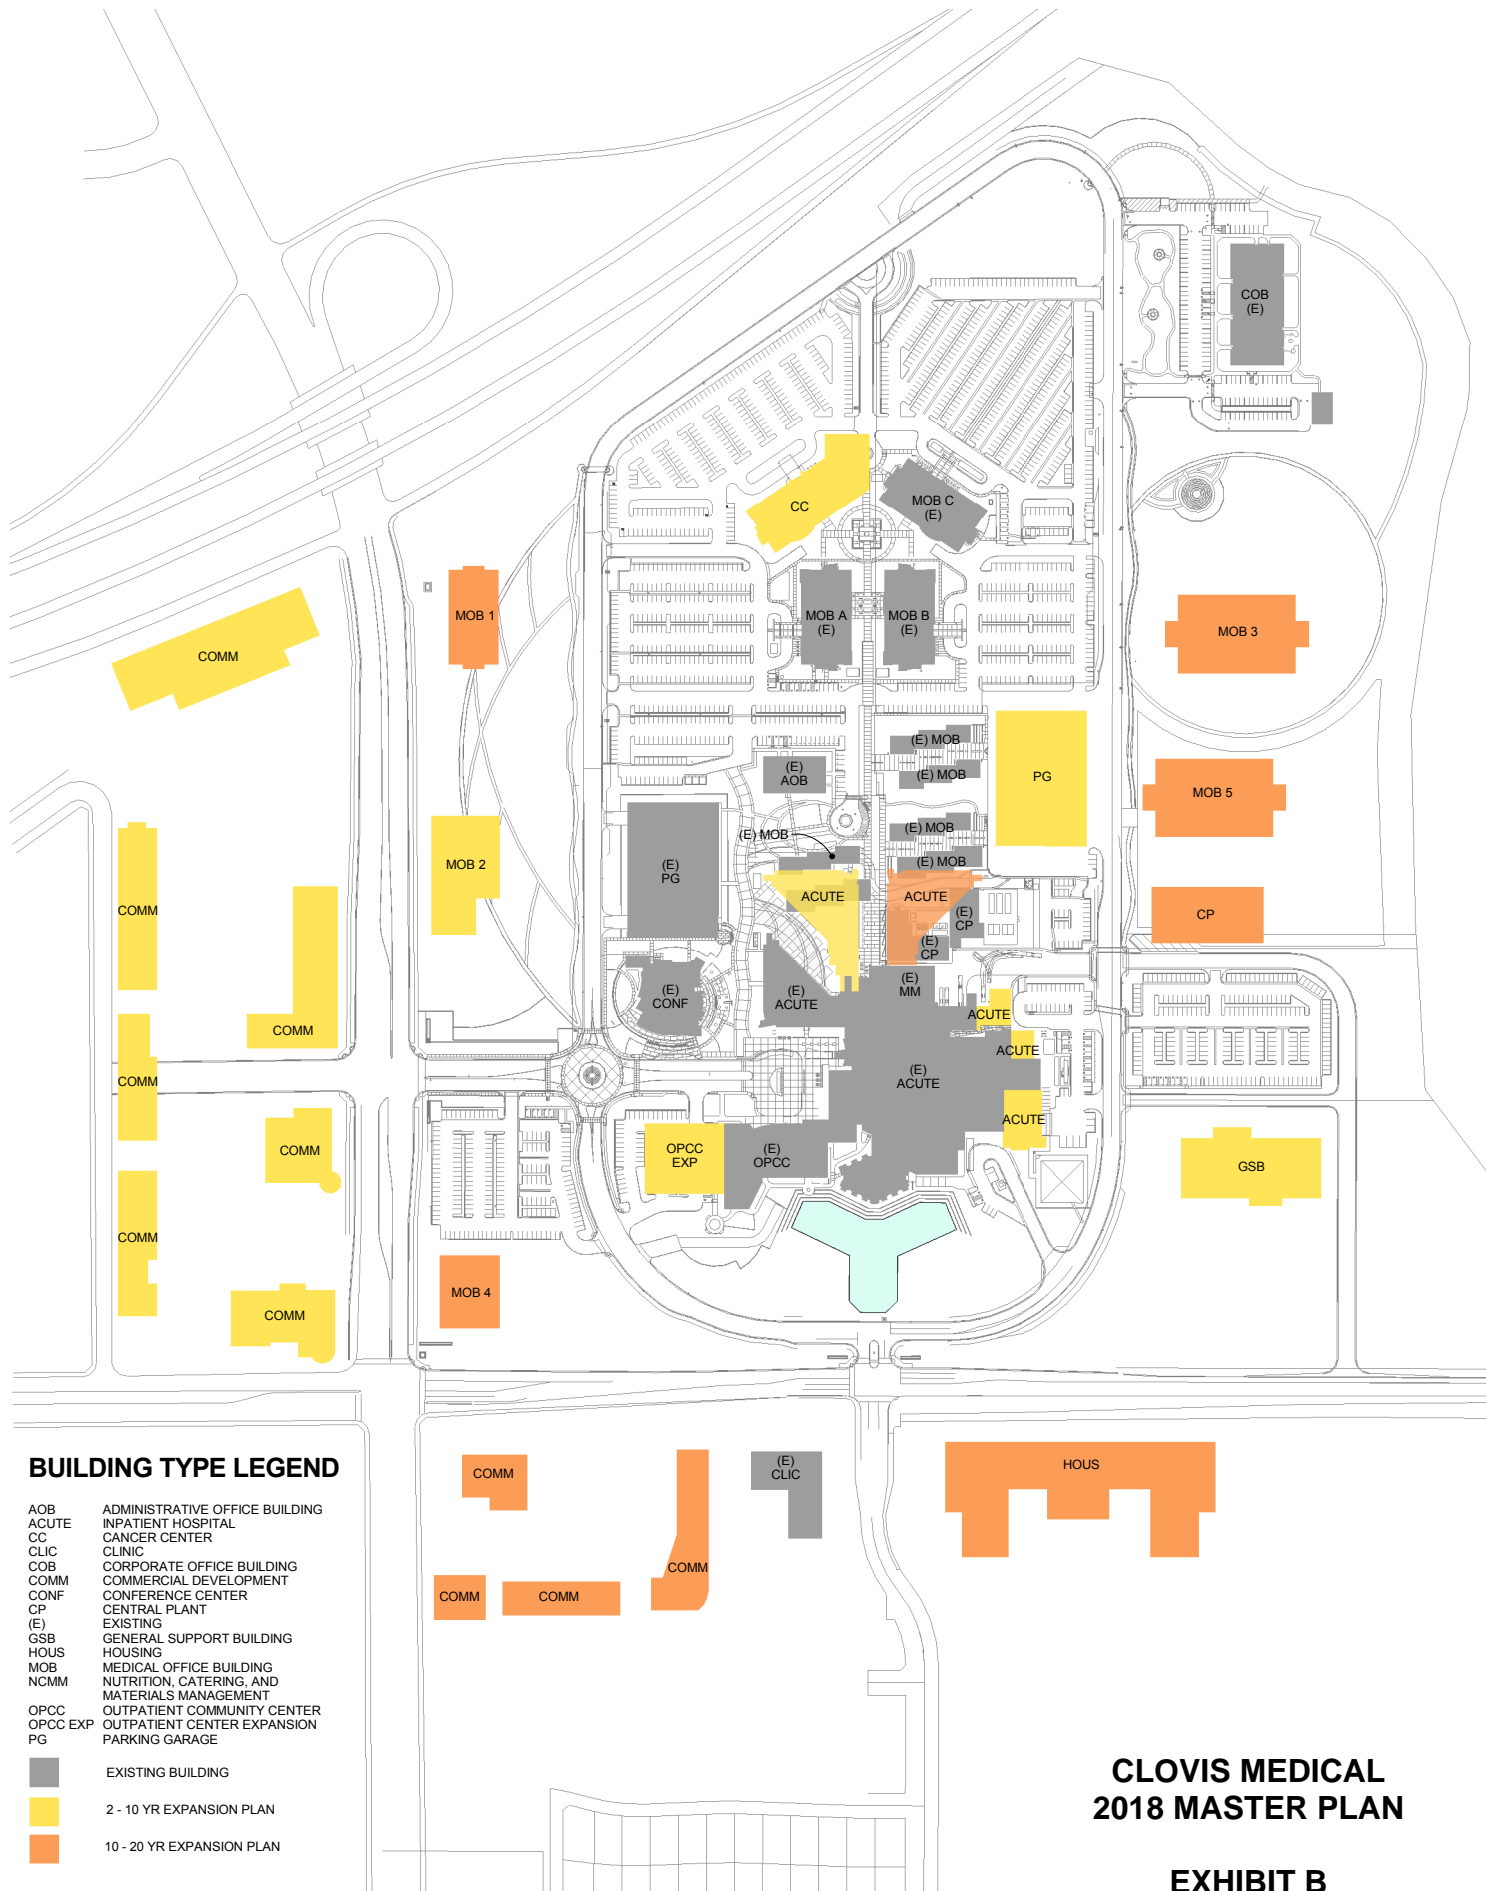 COB
(E)
CC
MOB C
(E)
MOB 1
MOB A
(E)
MOB B
(E)
MOB 3
COMM
(E) MOB
(E)
AOB
(E) MOB
PG
MOB 5
(E) MOB
(E) MOB
(E)
PG
MOB 2
(E) MOB
ACUTE
ACUTE
COMM
(E)
CP
CP
(E)
CP
(E)
CONF
(E)
ACUTE
(E)
MM
ACUTE
COMM
ACUTE
COMM
(E)
ACUTE
ACUTE
COMM
OPCC
EXP
(E)
OPCC
GSB
COMM
MOB 4
COMM
COMM
(E)
CLIC
HOUS
COMM
COMM
COMM
BUILDING TYPE LEGEND
AOB ADMINISTRATIVE OFFICE BUILDING
ACUTE INPATIENT HOSPITAL
CC CANCER CENTER
CLIC CLINIC
COB CORPORATE OFFICE BUILDING
COMM COMMERCIAL DEVELOPMENT
CONF CONFERENCE CENTER
CP CENTRAL PLANT
(E) EXISTING
GSB GENERAL SUPPORT BUILDING
HOUS HOUSING
MOB MEDICAL OFFICE BUILDING
NCMM NUTRITION, CATERING, AND
MATERIALS MANAGEMENT
OPCC OUTPATIENT COMMUNITY CENTER
OPCC EXP OUTPATIENT CENTER EXPANSION
PG PARKING GARAGE
EXISTING BUILDING
2 - 10 YR EXPANSION PLAN
10 - 20 YR EXPANSION PLAN
CLOVIS MEDICAL
2018 MASTER PLAN
EXHIBIT B